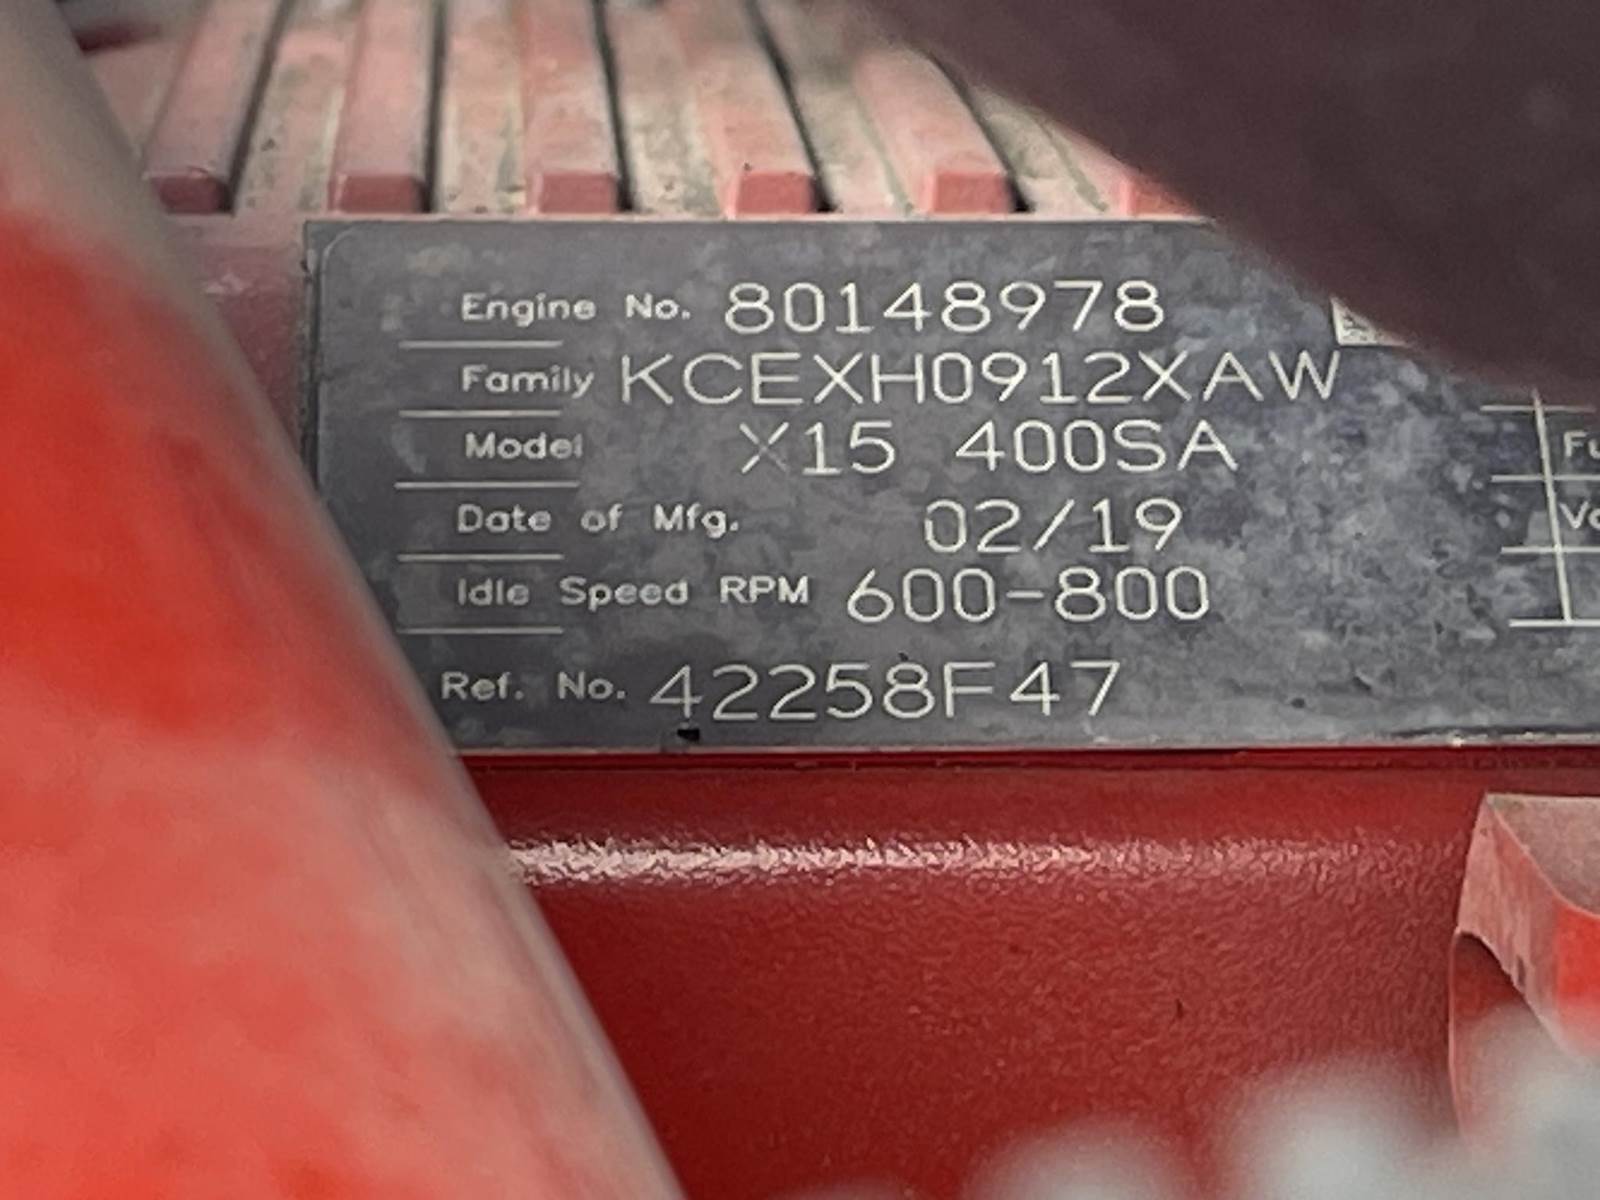 Engine No. 80148978
Family KCEXH0912XAW
Model X15 400SA
Date of Mfg. 02/19
Idle Speed RPM 600-800
Ref. No. 42258F47